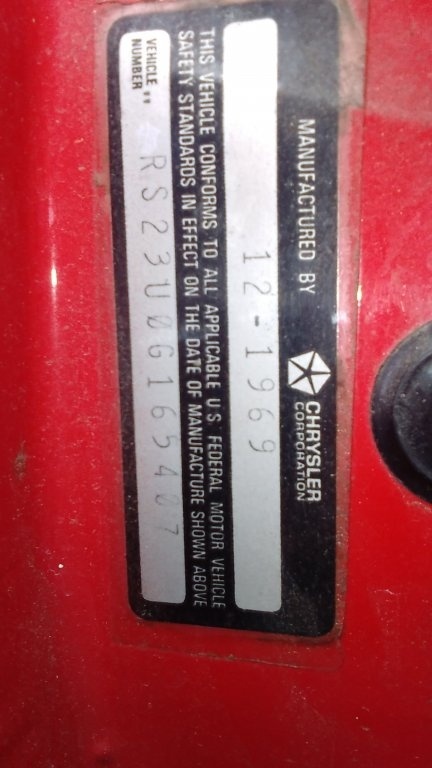 MANUFACTURED BY CHRYSLER CORPORATION
12-1969
THIS VEHICLE CONFORMS TO ALL APPLICABLE U.S. FEDERAL MOTOR VEHICLE
SAFETY STANDARDS IN EFFECT ON THE DATE OF MANUFACTURE SHOWN ABOVE
VEHICLE NUMBER RS23U0G165407